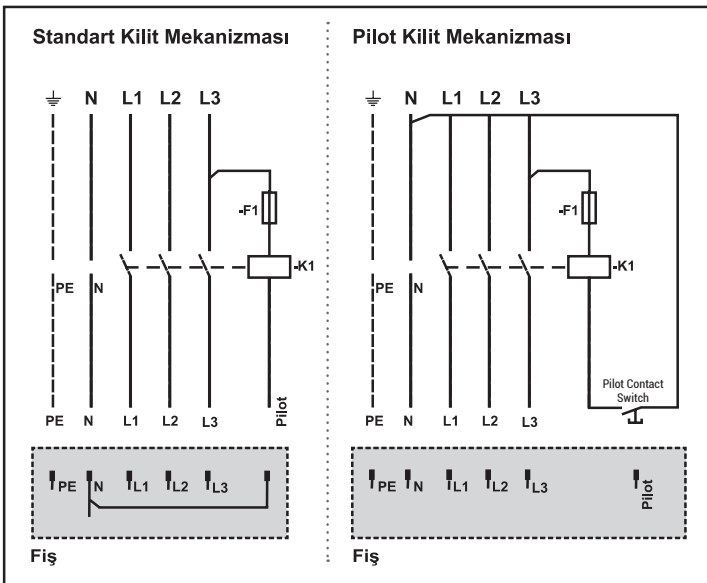 Standart Kilit Mekanizması
N L1 L2 L3
-F1
-K1
PE N
PE N L1 L2 L3 Pilot
PE N L1 L2 L3
Fiş
Pilot Kilit Mekanizması
N L1 L2 L3
-F1
-K1
PE N
Pilot Contact
Switch
PE N L1 L2 L3
PE N L1 L2 L3 Pilot
Fiş